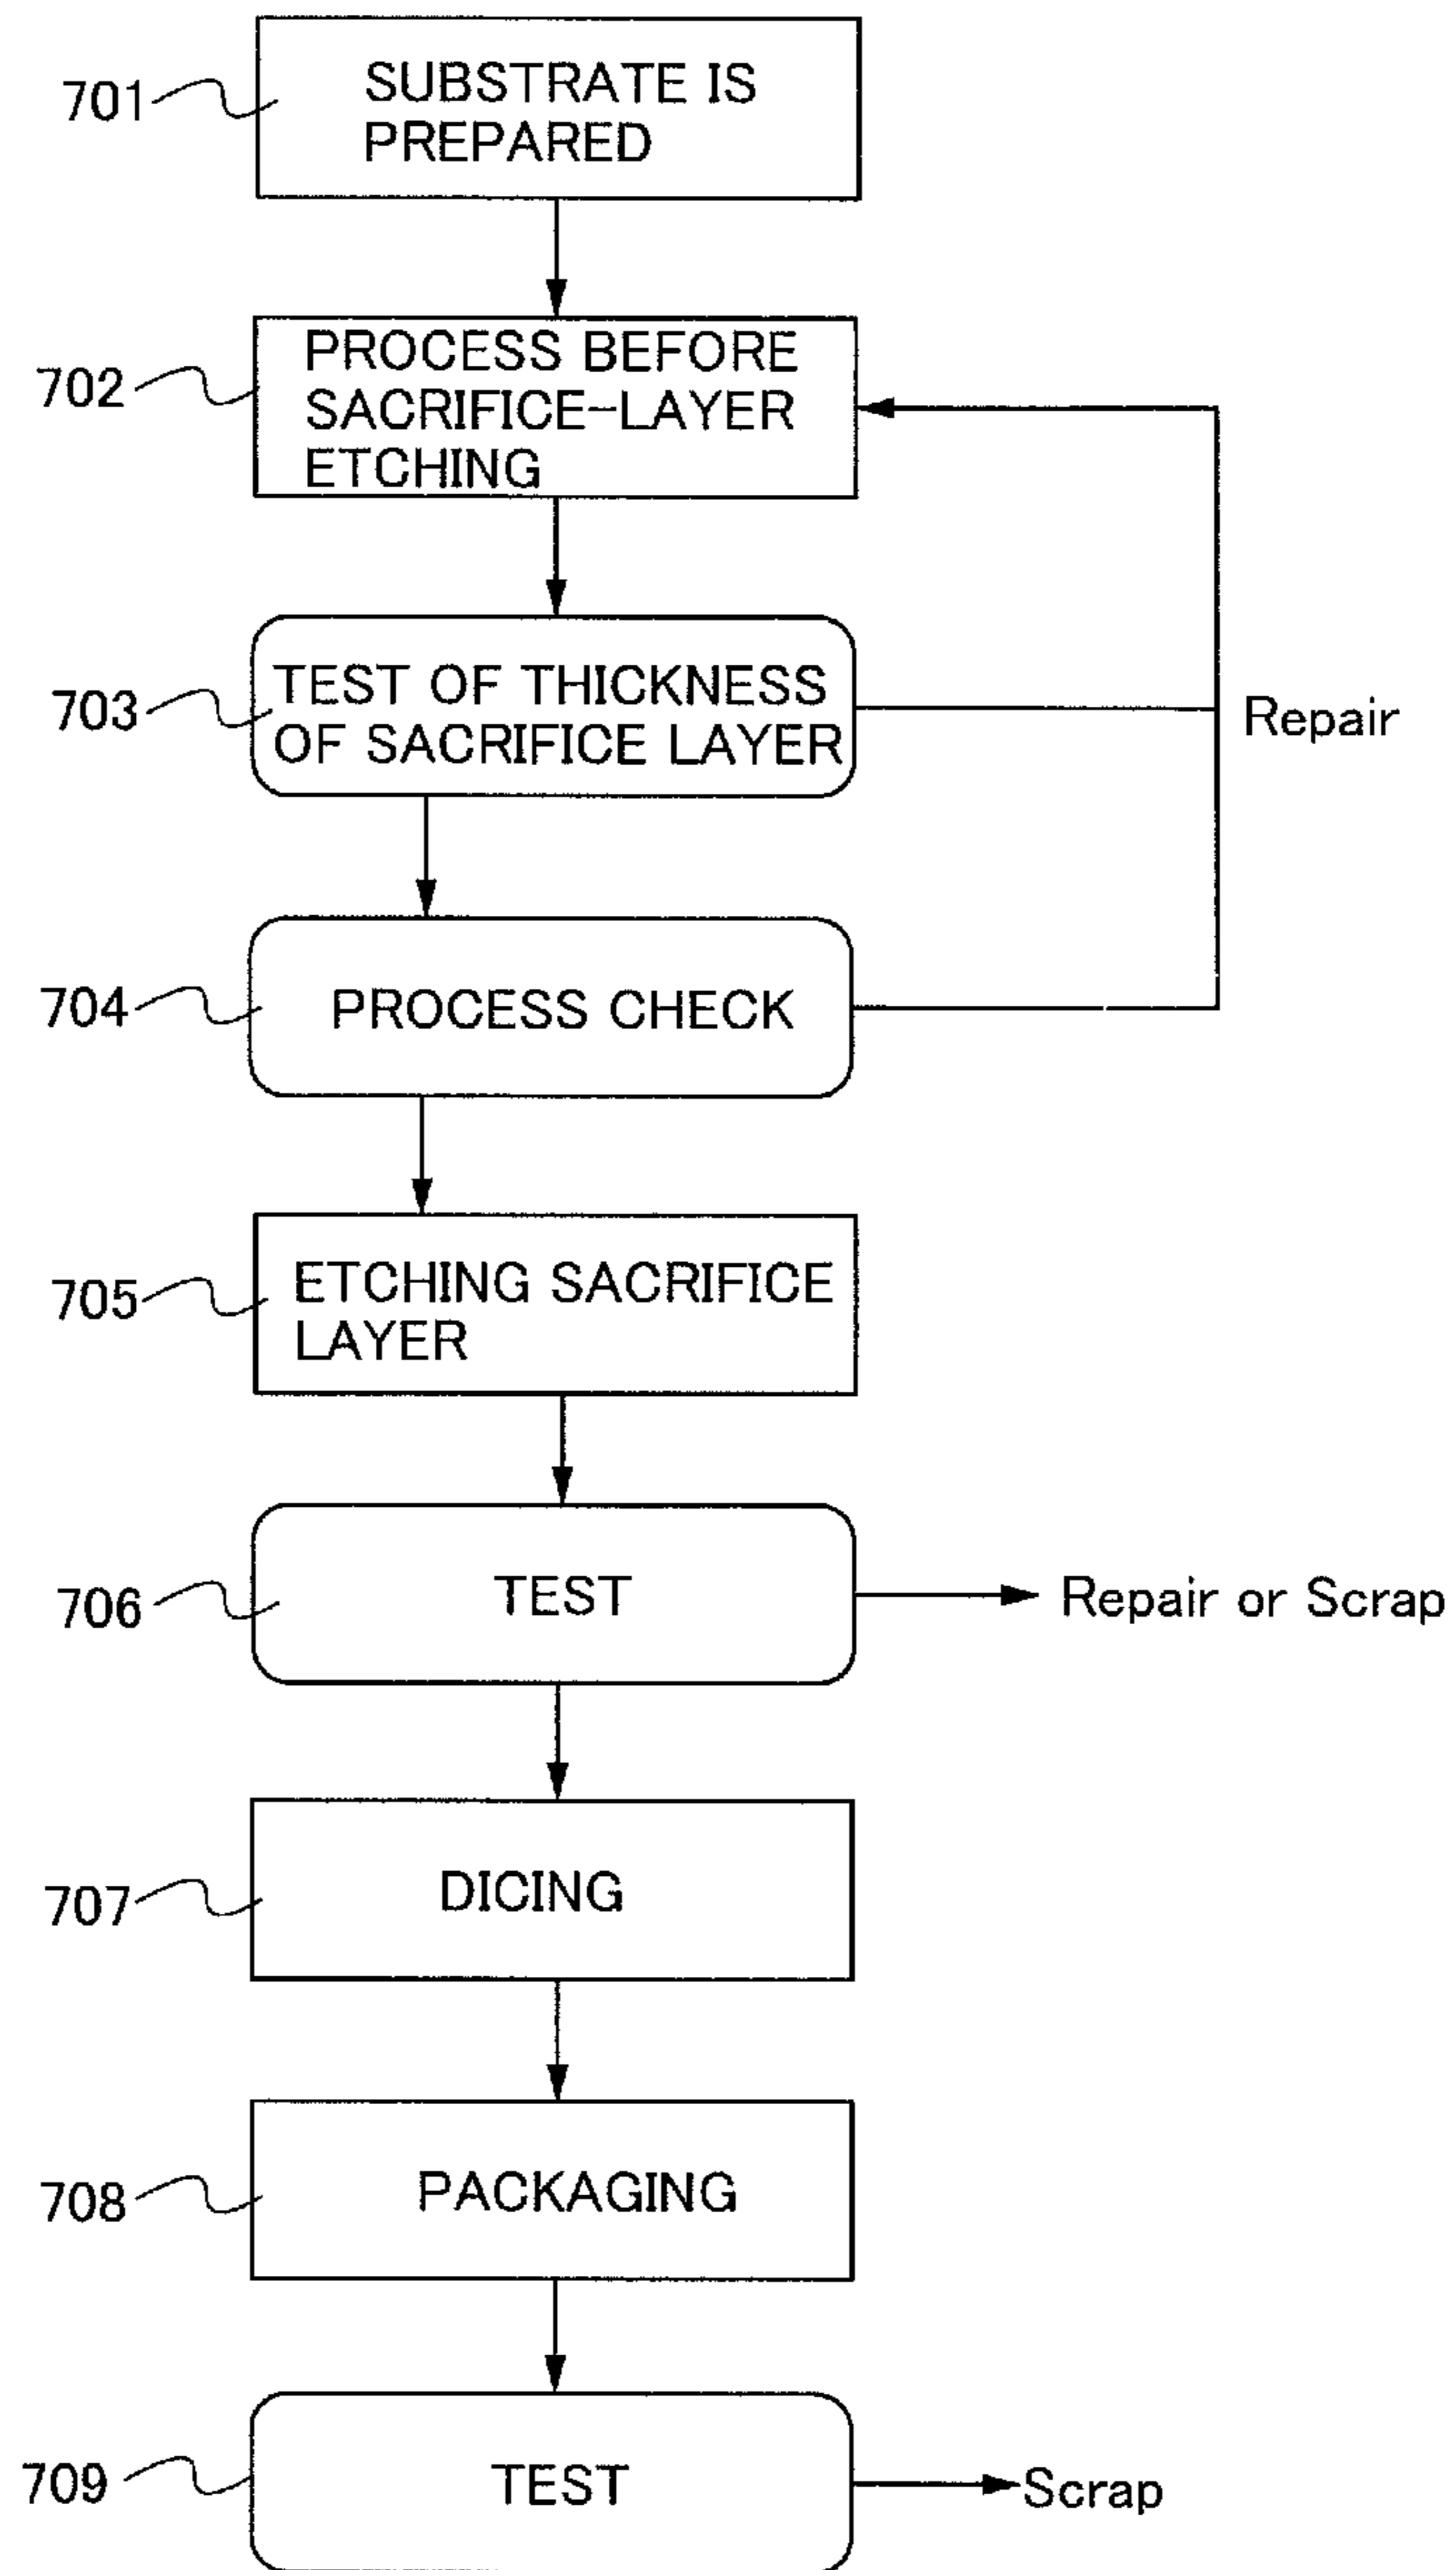 701
SUBSTRATE IS
PREPARED
702
PROCESS BEFORE
SACRIFICE-LAYER
ETCHING
703
TEST OF THICKNESS
OF SACRIFICE LAYER
Repair
704
PROCESS CHECK
705
ETCHING SACRIFICE
LAYER
706
TEST
Repair or Scrap
707
DICING
708
PACKAGING
709
TEST
Scrap